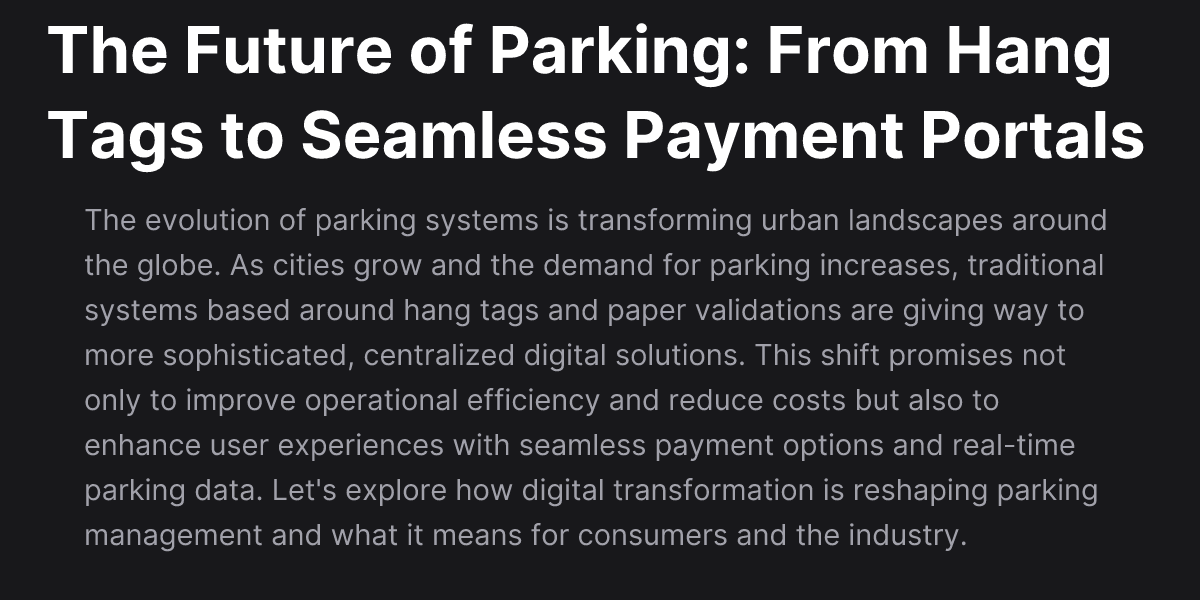 The Future of Parking: From Hang
Tags to Seamless Payment Portals
The evolution of parking systems is transforming urban landscapes around
the globe. As cities grow and the demand for parking increases, traditional
systems based around hang tags and paper validations are giving way to
more sophisticated, centralized digital solutions. This shift promises not
only to improve operational efficiency and reduce costs but also to
enhance user experiences with seamless payment options and real-time
parking data. Let's explore how digital transformation is reshaping parking
management and what it means for consumers and the industry.